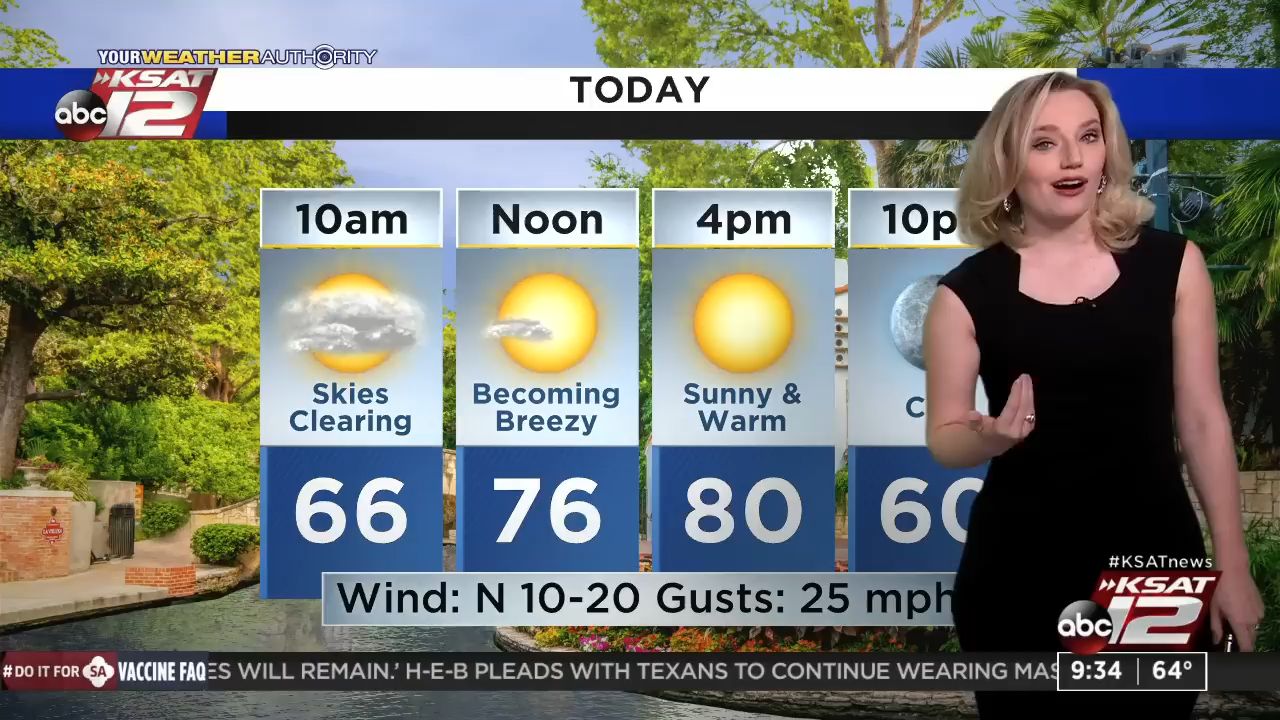 YOURWEATHERAUTHORITY
KSAT
abc 12
TODAY
10am
Noon
4pm
10p
Skies
Clearing
Becoming
Breezy
Sunny &
Warm
C
66
76
80
60
Wind: N 10-20 Gusts: 25 mph
#KSATnews
KSAT
abc 12
#DO IT FOR SA VACCINE FAQ
ES WILL REMAIN.' H-E-B PLEADS WITH TEXANS TO CONTINUE WEARING MAS
9:34 64°